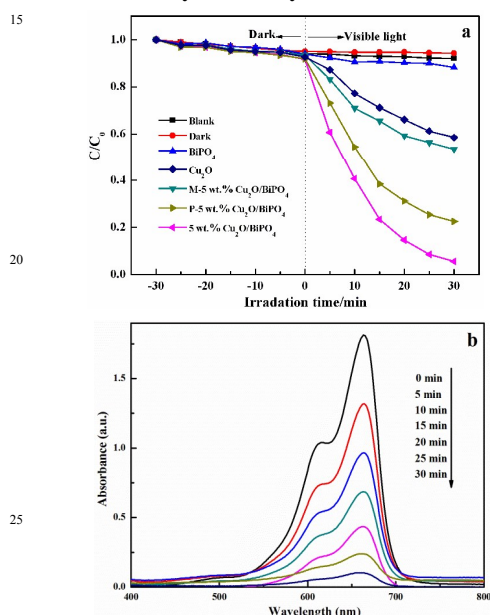 15
a
Dark
Visible light
1.0
0.8
0.6
0.4
0.2
0.0
C/C0
Blank
Dark
BiPO4
Cu2O
M-5 wt.% Cu2O/BiPO4
P-5 wt.% Cu2O/BiPO4
5 wt.% Cu2O/BiPO4
20
-30 -20 -10 0 10 20 30
Irradation time/min
b
1.5
1.0
0.5
0.0
Absorbance (a.u.)
0 min
5 min
10 min
15 min
20 min
25 min
30 min
25
400 500 600 700 800
Wavelength (nm)